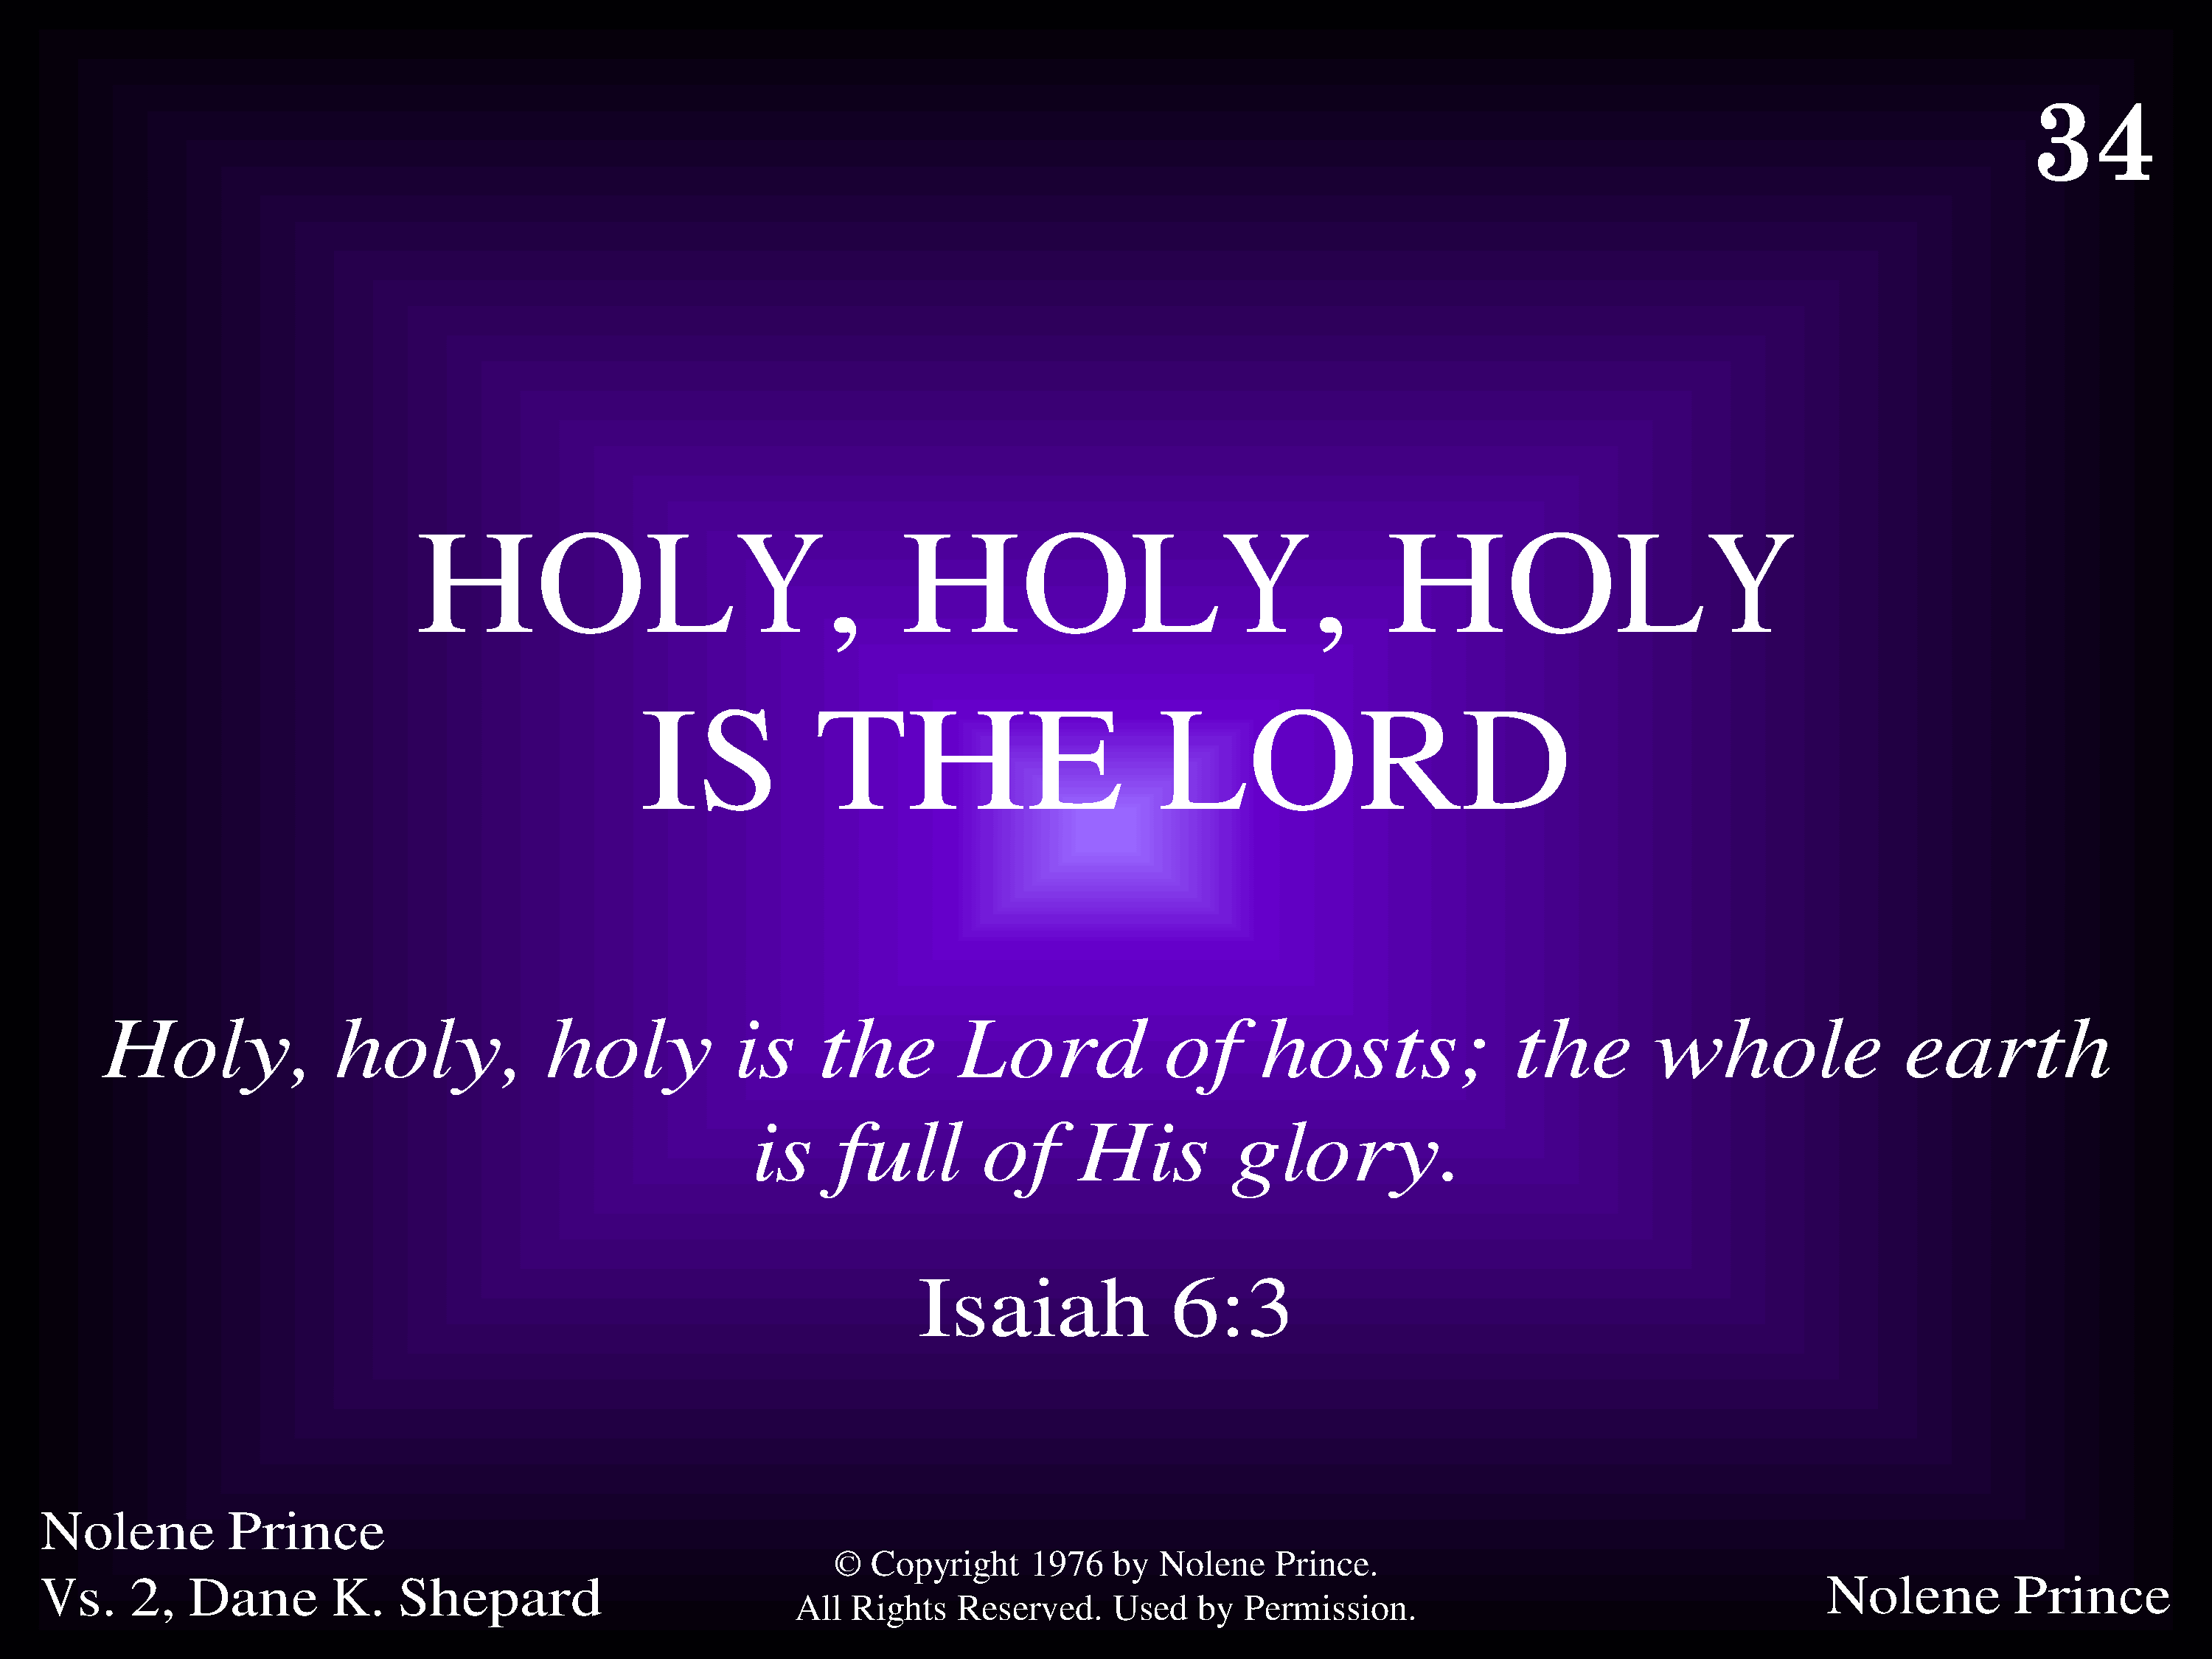 34
HOLY, HOLY, HOLY
IS THE LORD
Holy, holy, holy is the Lord of hosts; the whole earth
is full of His glory.
Isaiah 6:3
Nolene Prince
Vs. 2, Dane K. Shepard
© Copyright 1976 by Nolene Prince.
All Rights Reserved. Used by Permission.
Nolene Prince